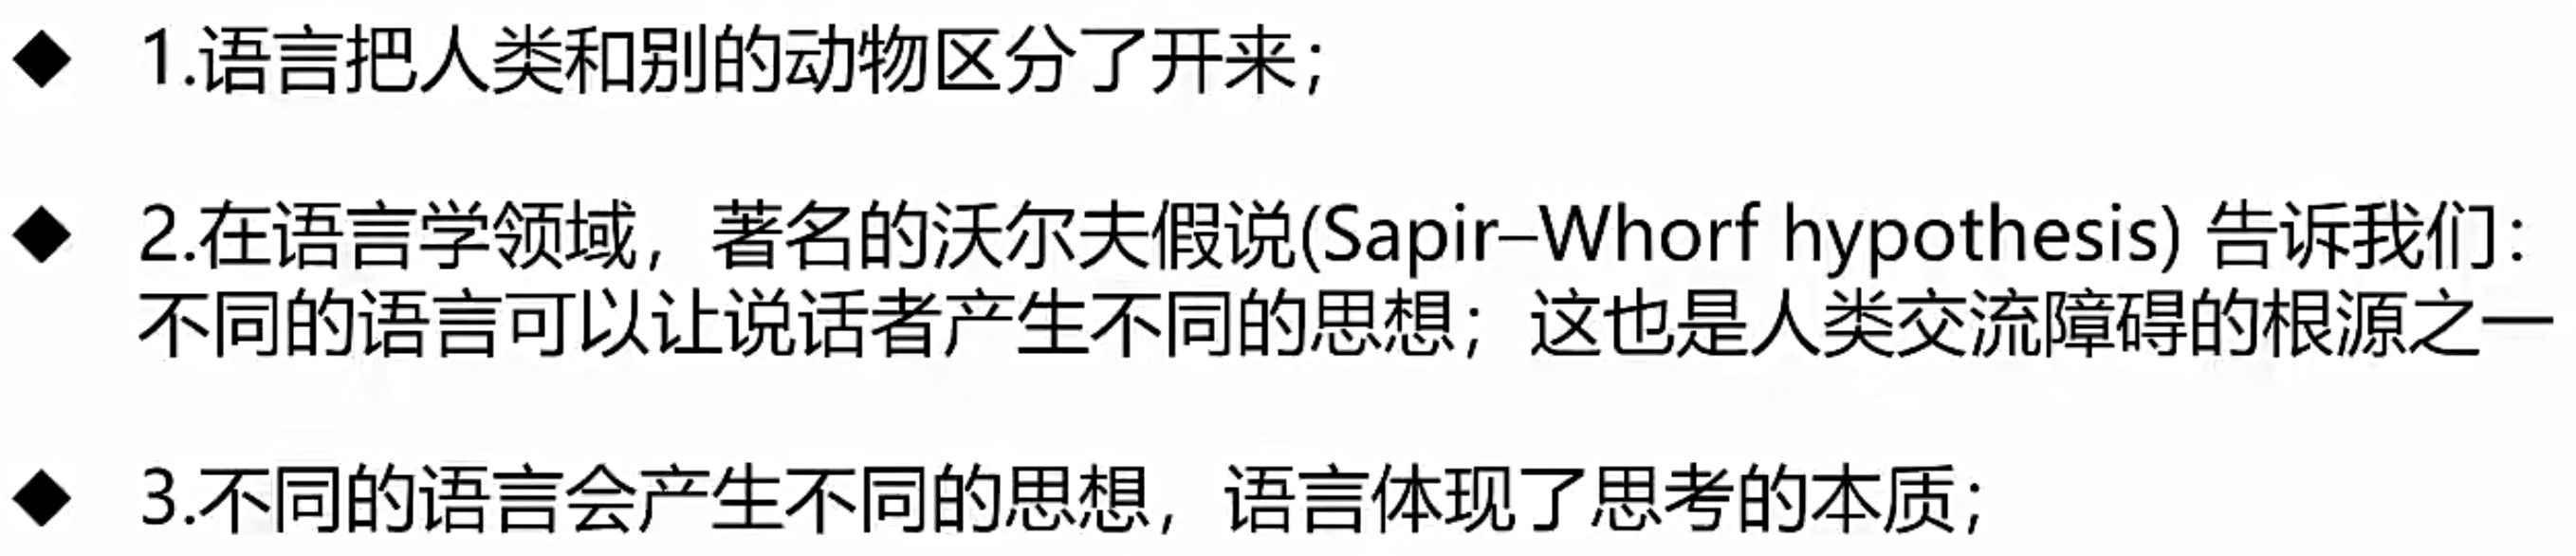 ◆ 1.语言把人类和别的动物区分了开来；
◆ 2.在语言学领域，著名的沃尔夫假说(Sapir–Whorf hypothesis) 告诉我们：
不同的语言可以让说话者产生不同的思想；这也是人类交流障碍的根源之一
◆ 3.不同的语言会产生不同的思想，语言体现了思考的本质；